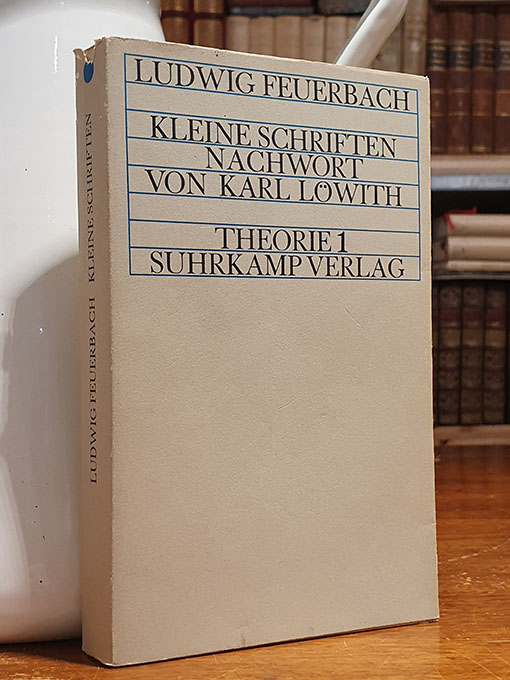 LUDWIG FEUERBACH
KLEINE SCHRIFTEN
NACHWORT
VON KARL LÖWITH
THEORIE 1
SUHRKAMP VERLAG
LUDWIG FEUERBACH KLEINE SCHRIFTEN